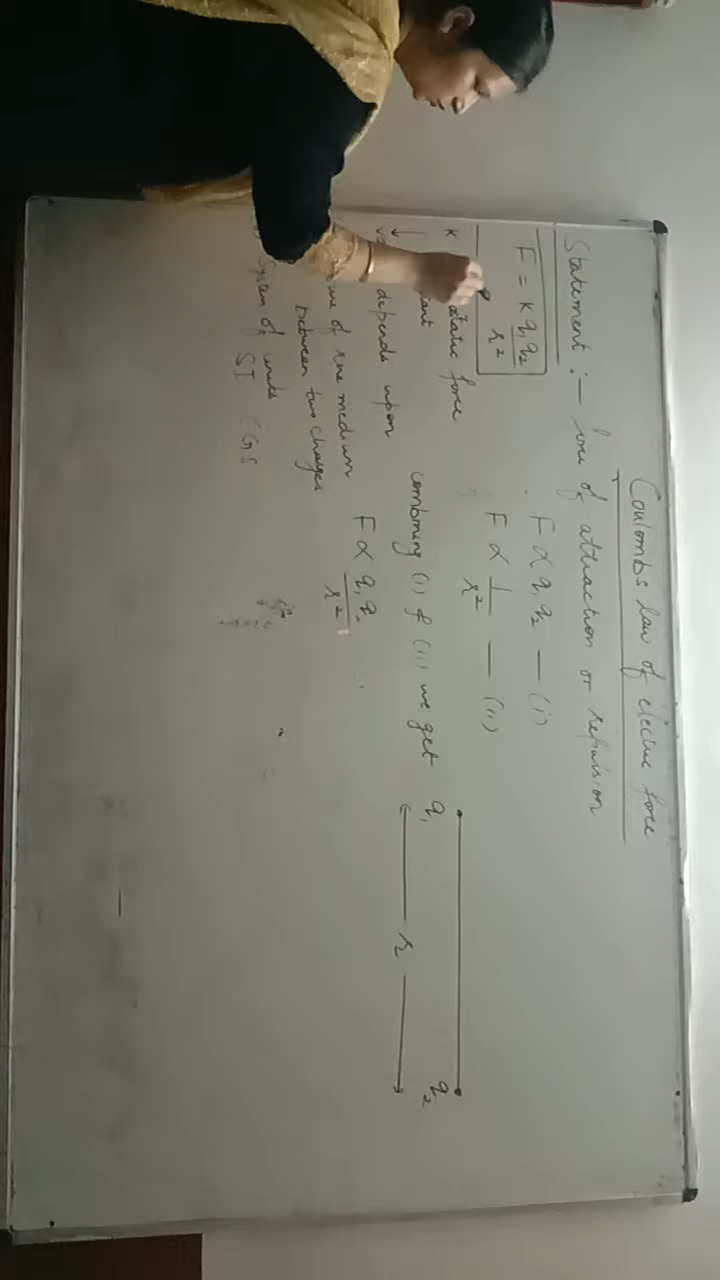 Coulombs law of electric force
Statement :- force of attraction or repulsion
F = K q₁q₂ / r²
F ∝ q₁q₂ — (i)
F ∝ 1/r² — (ii)
K static force
depends upon
of the medium
between two charges
System of units
SI CGS
combining (i) & (ii) we get
F ∝ q₁q₂ / r²
q₁ q₂
r